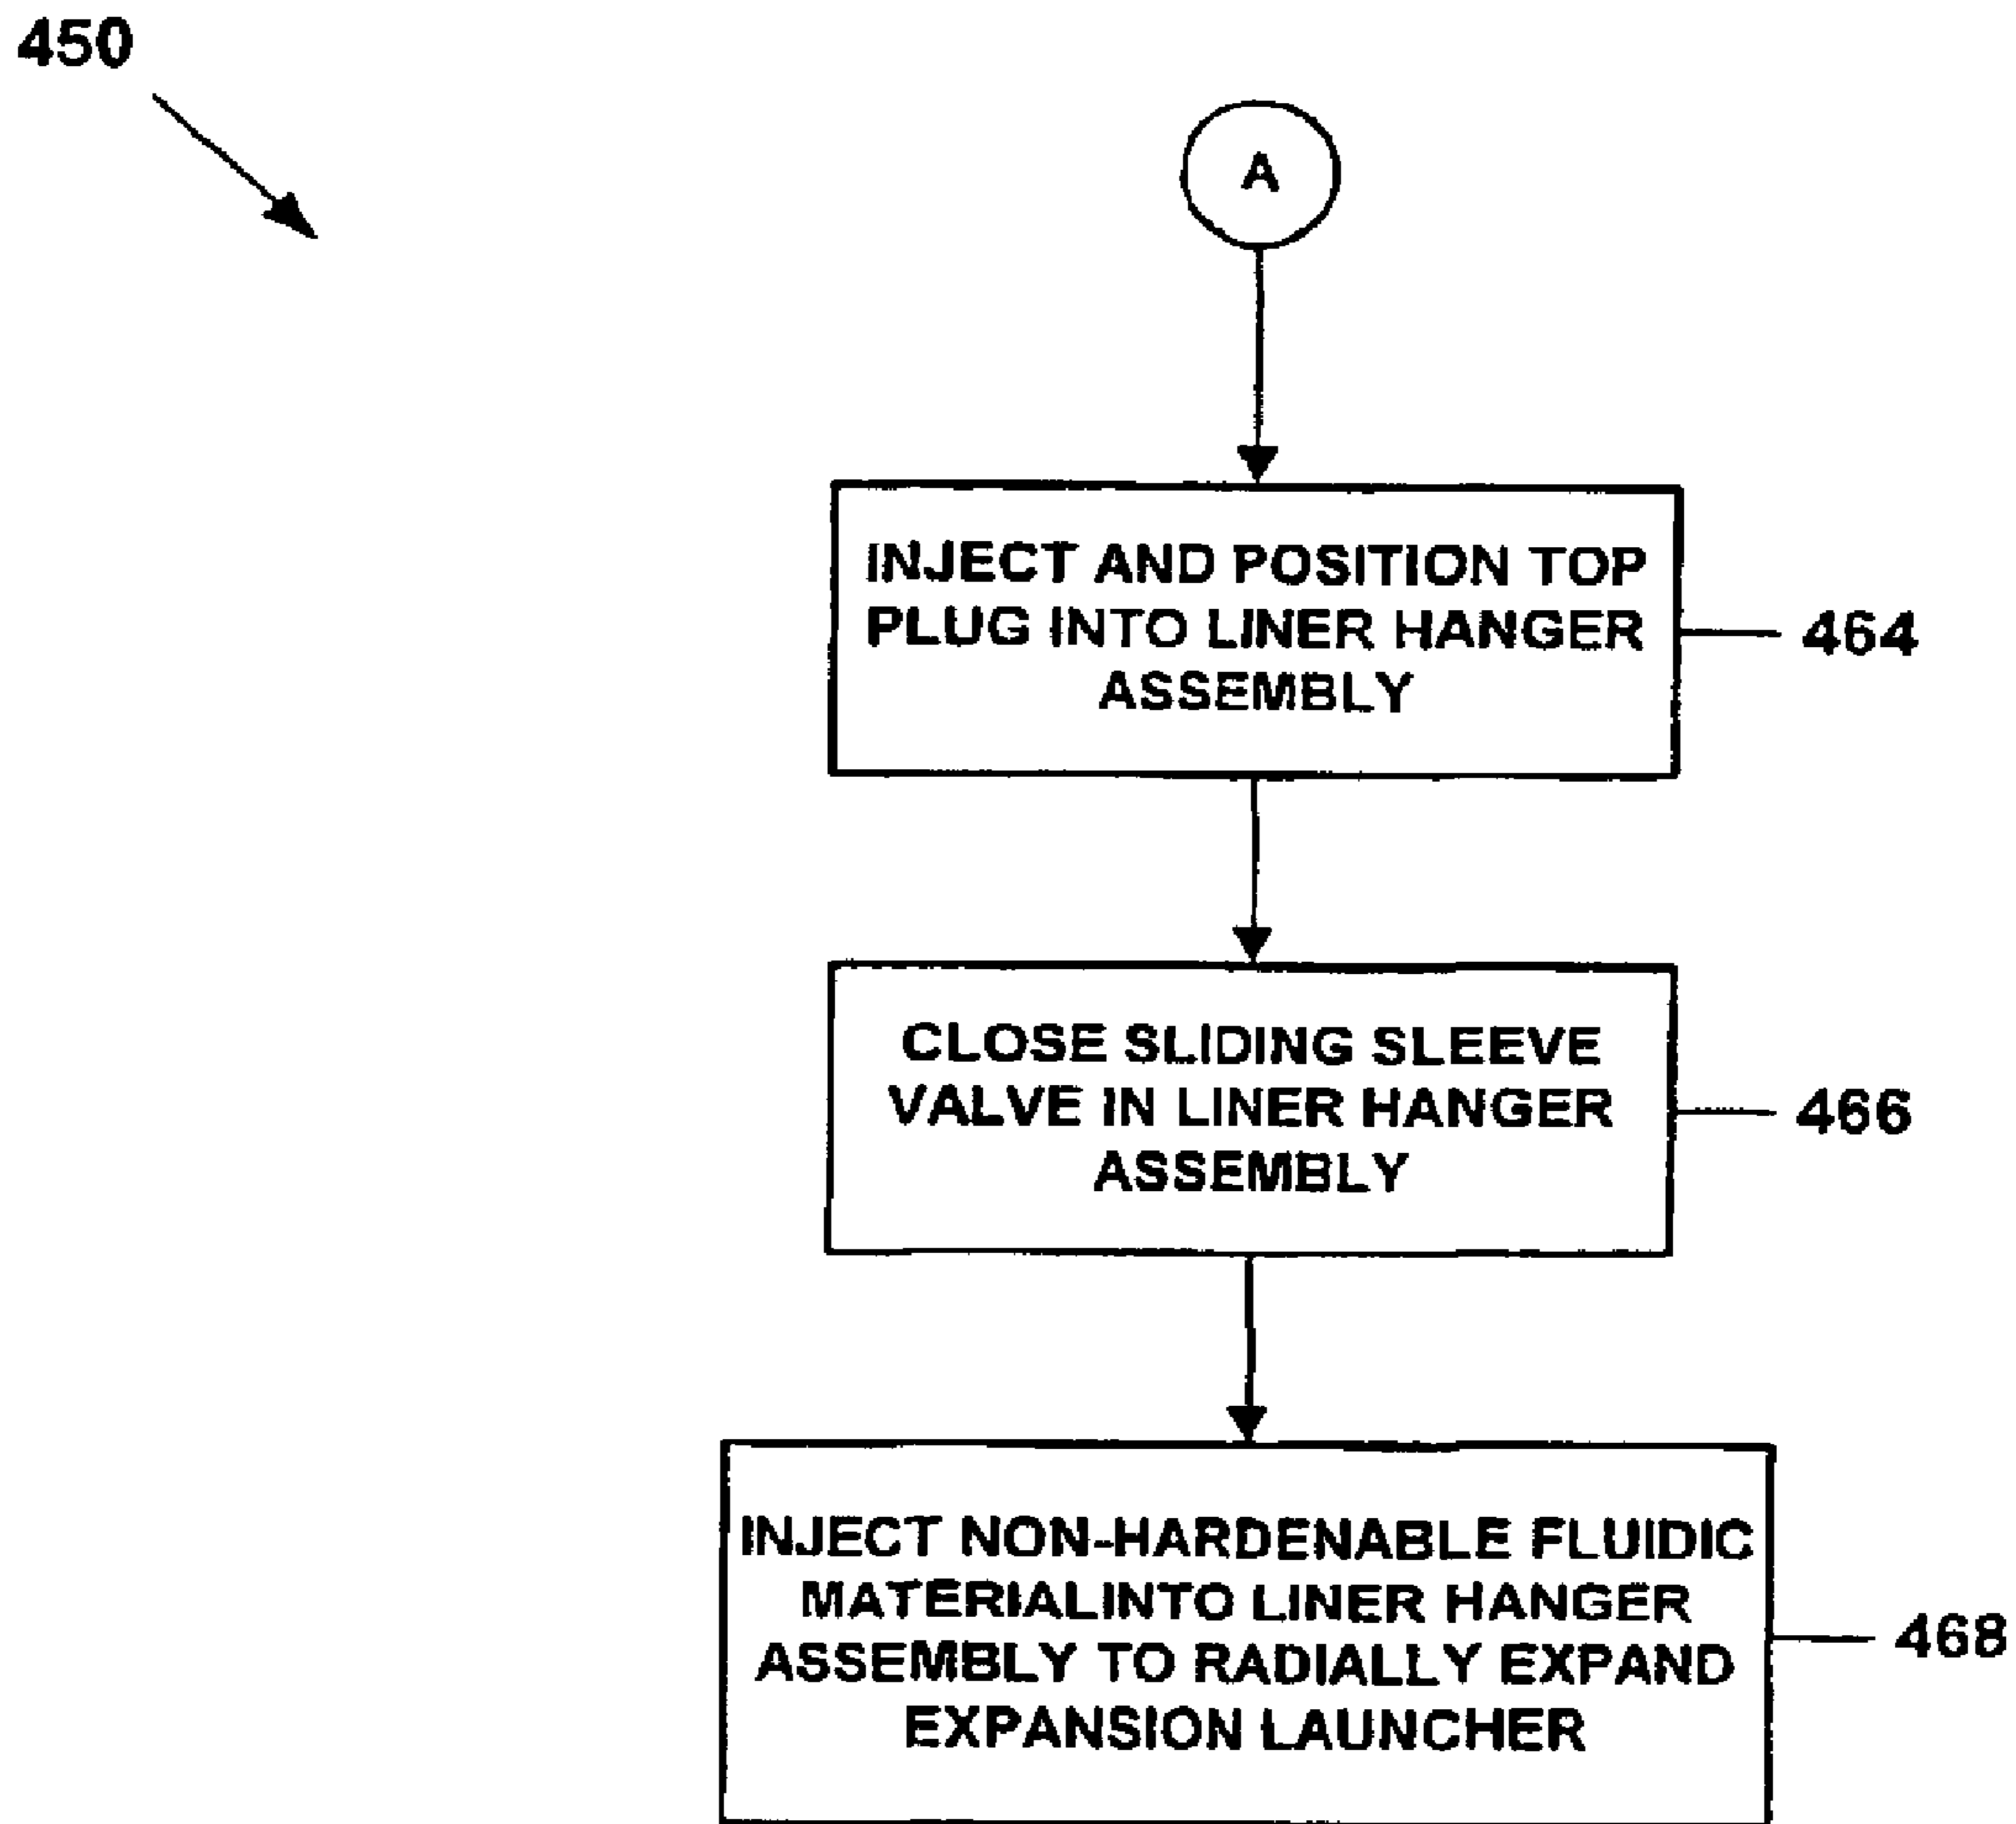 450
A
INJECT AND POSITION TOP
PLUG INTO LINER HANGER
ASSEMBLY
464
CLOSE SLIDING SLEEVE
VALVE IN LINER HANGER
ASSEMBLY
466
INJECT NON-HARDENABLE FLUIDIC
MATERIALINTO LINER HANGER
ASSEMBLY TO RADIALLY EXPAND
EXPANSION LAUNCHER
468